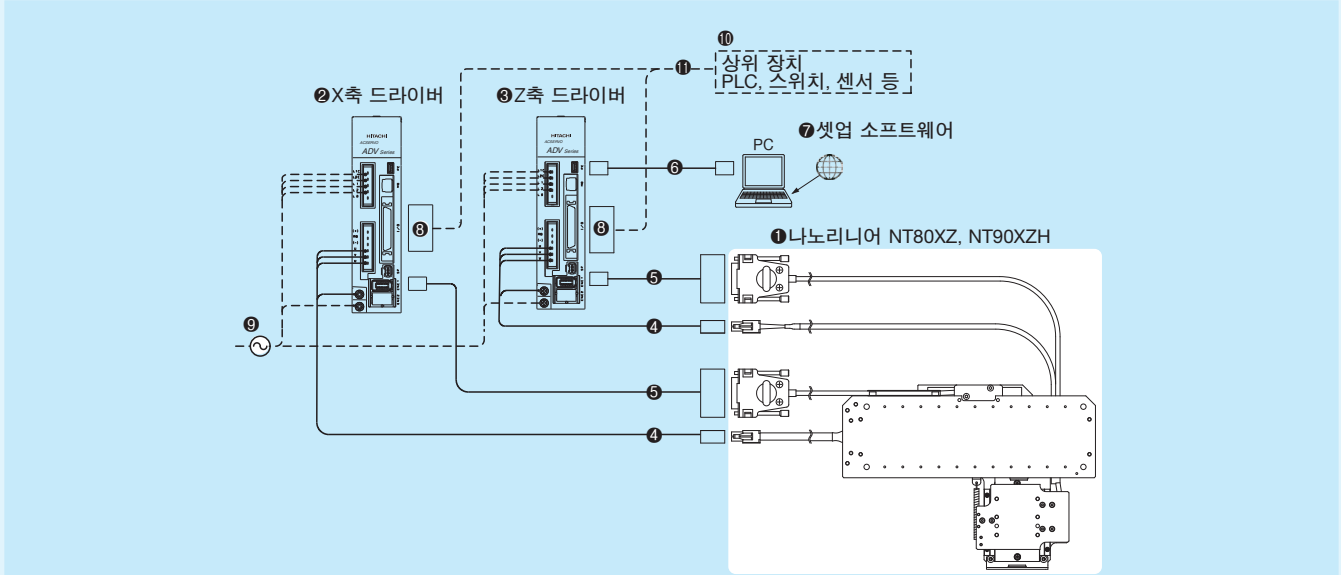 ❿
상위 장치
PLC, 스위치, 센서 등
⓫
❷X축 드라이버
❸Z축 드라이버
❼셋업 소프트웨어
PC
❻
HITACHI
ACSERVO
ADV Series
HITACHI
ACSERVO
ADV Series
❽
❽
❶나노리니어 NT80XZ, NT90XZH
❺
❹
❾
❺
❹